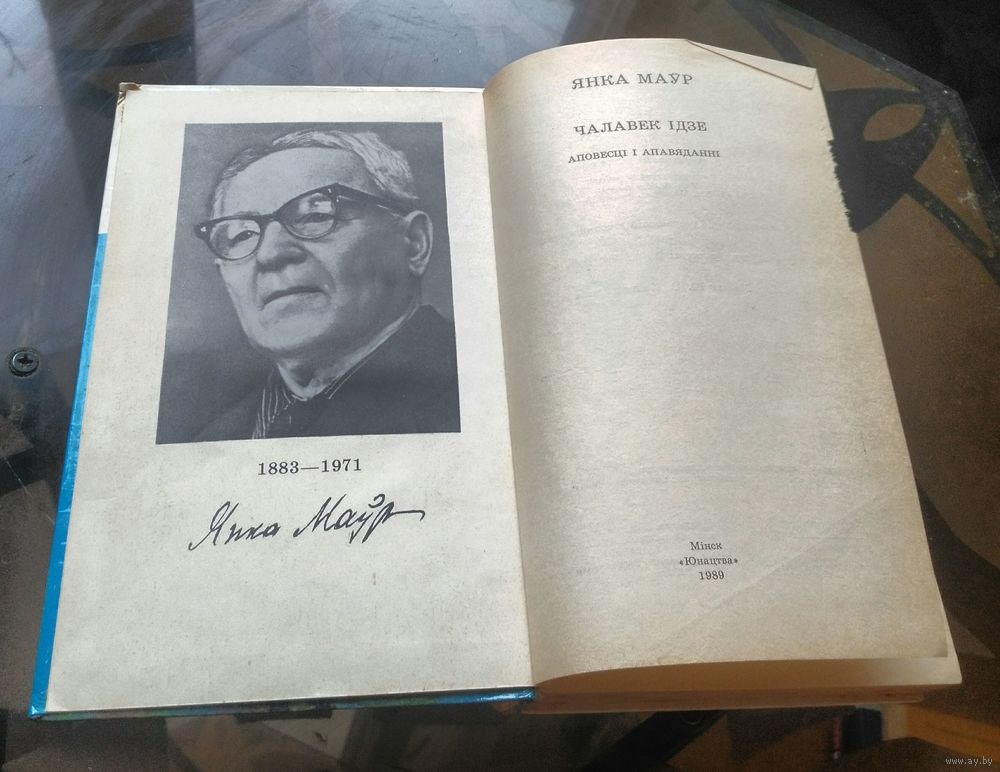 1883—1971
Янка Маўр
ЯНКА МАЎР
ЧАЛАВЕК ІДЗЕ
АПОВЕСЦІ І АПАВЯДАННІ
Мінск
«Юнацтва»
1989
www.ay.by